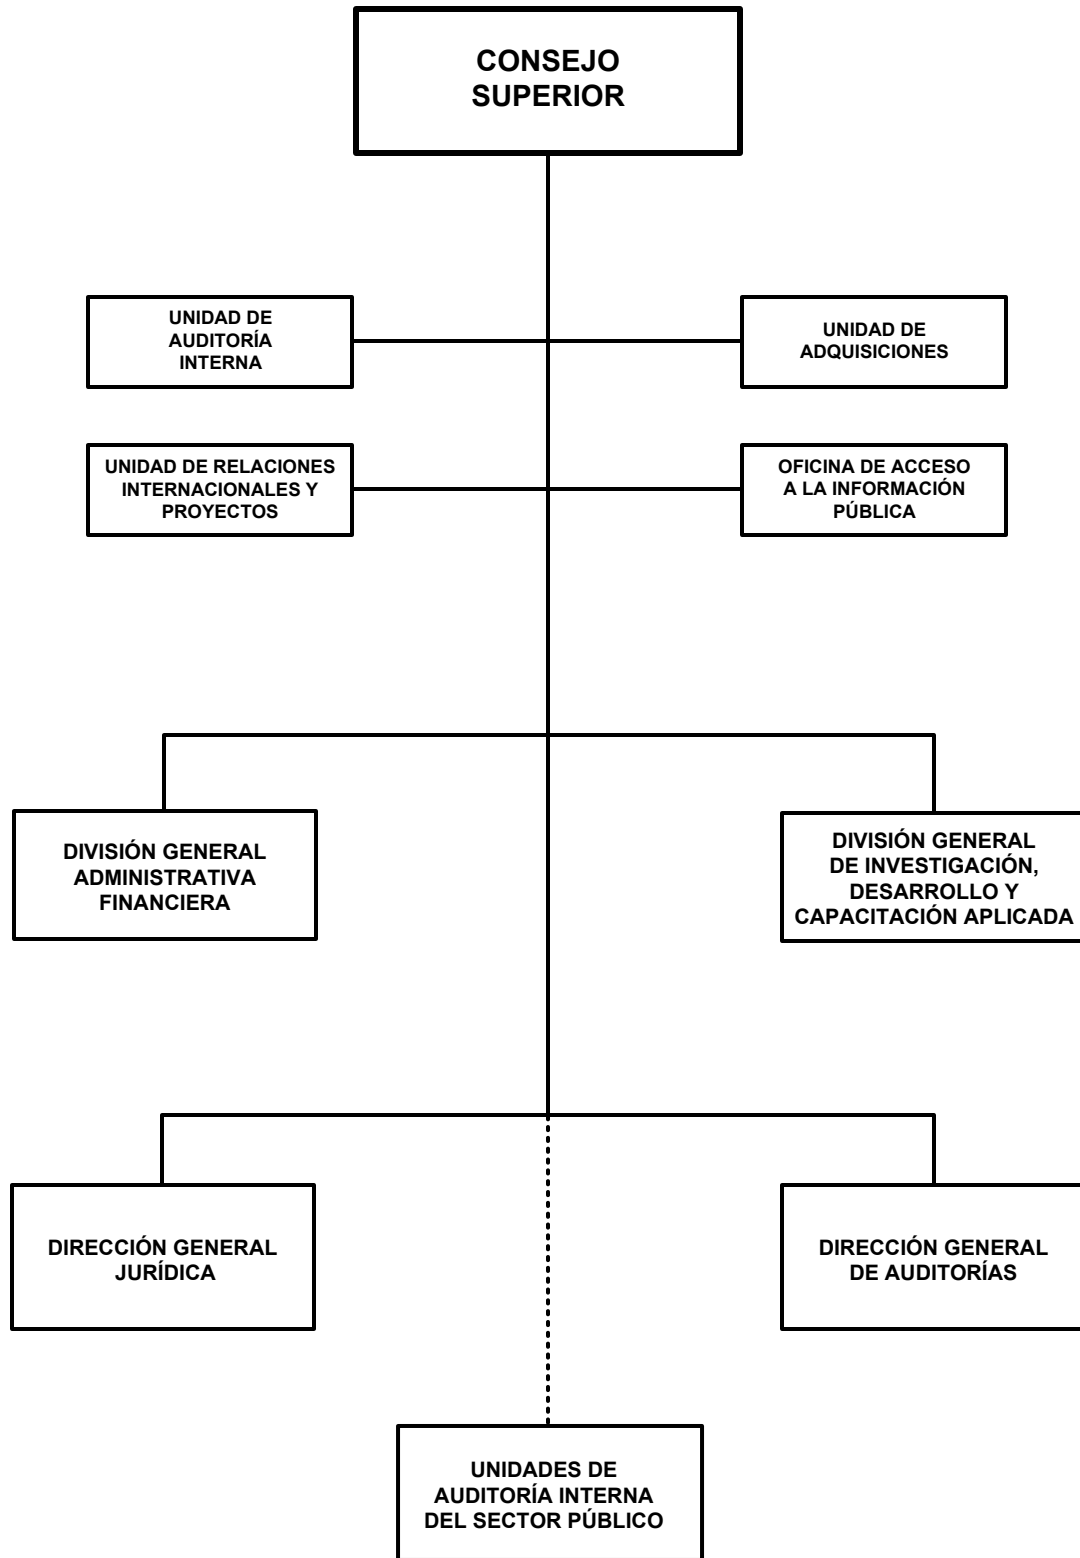 CONSEJO
SUPERIOR
UNIDAD DE
AUDITORÍA
INTERNA
UNIDAD DE
ADQUISICIONES
UNIDAD DE RELACIONES
INTERNACIONALES Y
PROYECTOS
OFICINA DE ACCESO
A LA INFORMACIÓN
PÚBLICA
DIVISIÓN GENERAL
ADMINISTRATIVA
FINANCIERA
DIVISIÓN GENERAL
DE INVESTIGACIÓN,
DESARROLLO Y
CAPACITACIÓN APLICADA
DIRECCIÓN GENERAL
JURÍDICA
DIRECCIÓN GENERAL
DE AUDITORÍAS
UNIDADES DE
AUDITORÍA INTERNA
DEL SECTOR PÚBLICO